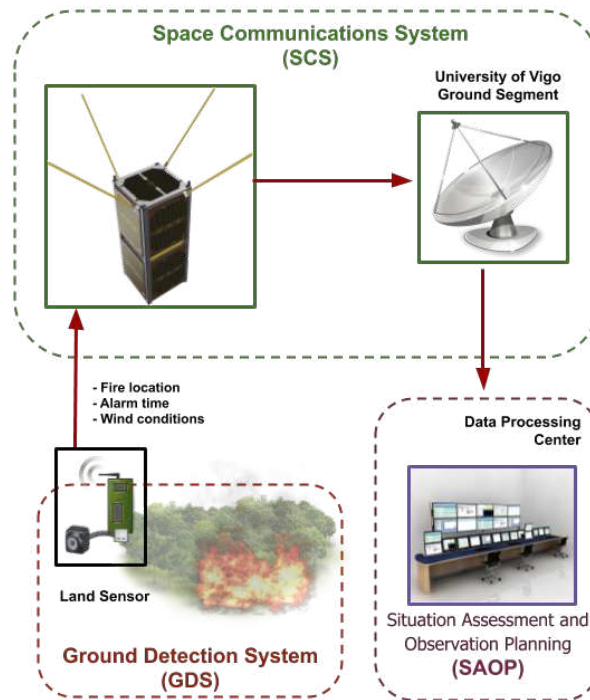 Space Communications System
(SCS)
University of Vigo
Ground Segment
- Fire location
- Alarm time
- Wind conditions
Data Processing
Center
Land Sensor
Situation Assessment and
Observation Planning
(SAOP)
Ground Detection System
(GDS)